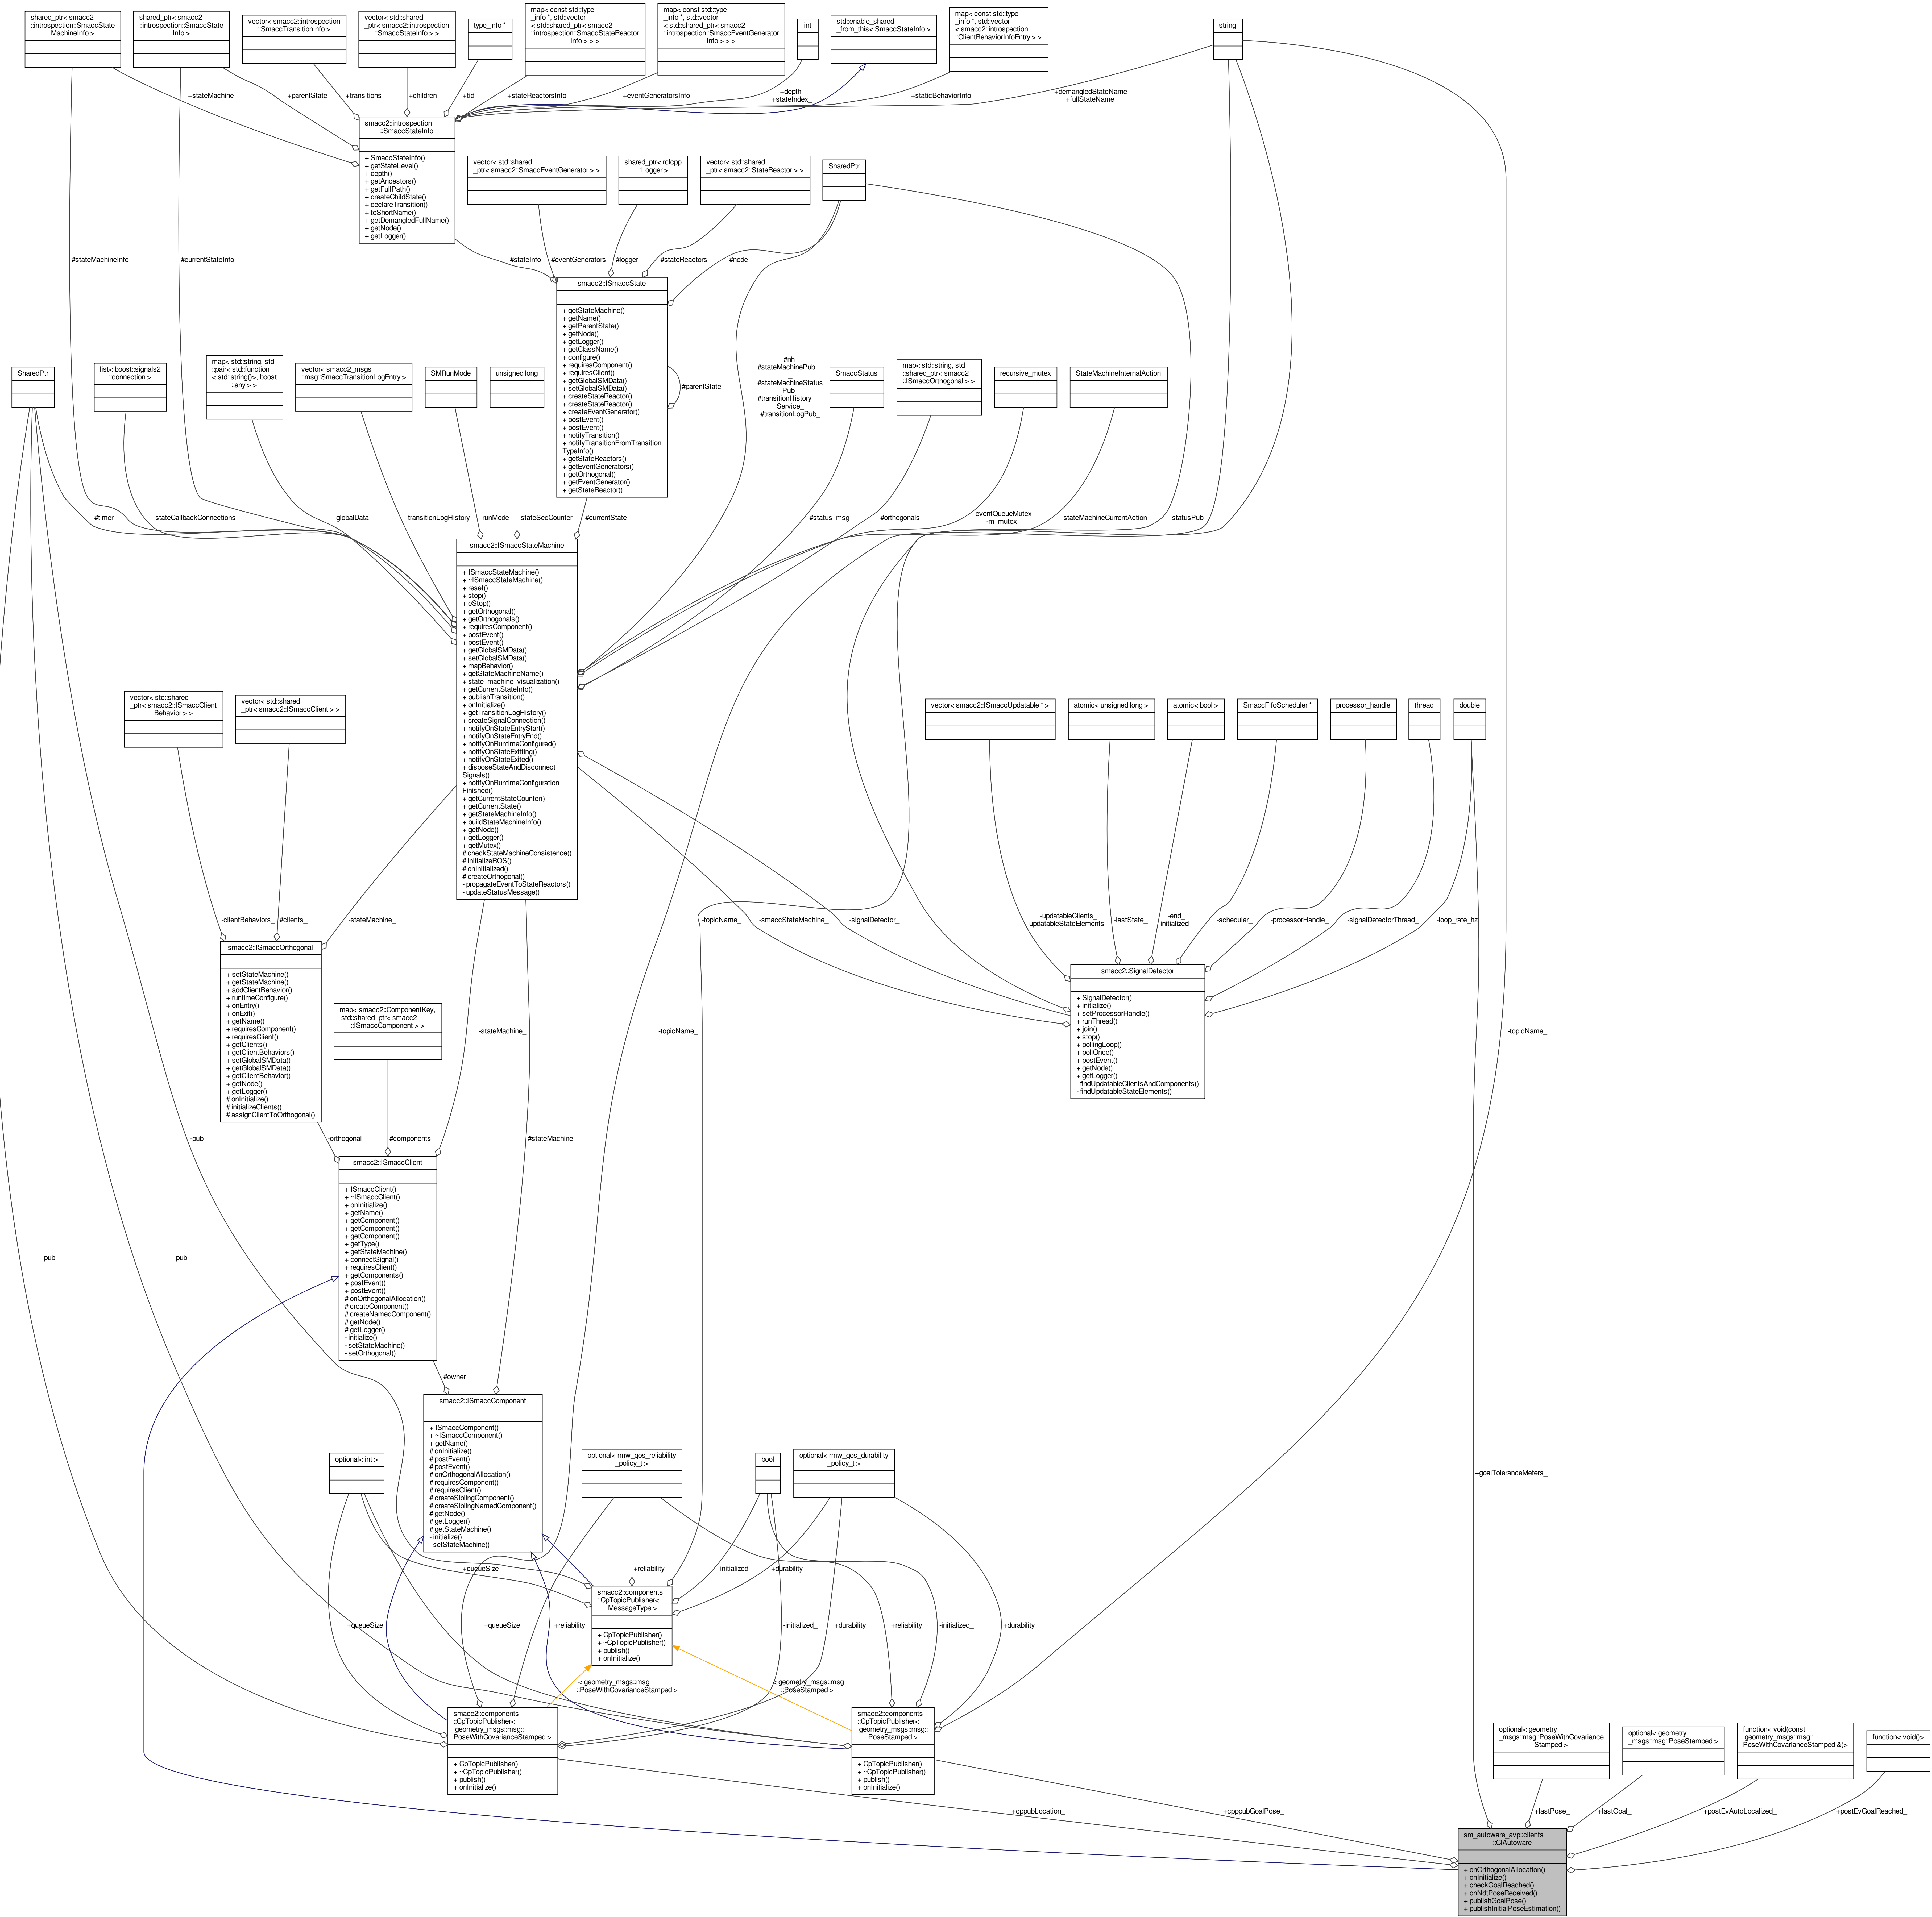 shared_ptr< smacc2
::introspection::SmaccState
MachineInfo >
shared_ptr< smacc2
::introspection::SmaccState
Info >
vector< smacc2::introspection
::SmaccTransitionInfo >
vector< std::shared
_ptr< smacc2::introspection
::SmaccStateInfo > >
type_info *
map< const std::type
_info *, std::vector
< std::shared_ptr< smacc2
::introspection::SmaccStateReactor
Info > > >
map< const std::type
_info *, std::vector
< std::shared_ptr< smacc2
::introspection::SmaccEventGenerator
Info > > >
int
std::enable_shared
_from_this< SmaccStateInfo >
map< const std::type
_info *, std::vector
< smacc2::introspection
::ClientBehaviorInfoEntry > >
string
+stateMachine_
+parentState_
+transitions_
+children_
+tid_
+stateReactorsInfo
+eventGeneratorsInfo
+depth_
+stateIndex_
+staticBehaviorInfo
+demangledStateName
+fullStateName
smacc2::introspection
::SmaccStateInfo
+ SmaccStateInfo()
+ getStateLevel()
+ depth()
+ getAncestors()
+ getFullPath()
+ createChildState()
+ declareTransition()
+ toShortName()
+ getDemangledFullName()
+ getNode()
+ getLogger()
vector< std::shared
_ptr< smacc2::SmaccEventGenerator > >
shared_ptr< rclcpp
::Logger >
vector< std::shared
_ptr< smacc2::StateReactor > >
SharedPtr
#stateMachineInfo_
#currentStateInfo_
#stateInfo_
#eventGenerators_
#logger_
#stateReactors_
#node_
smacc2::ISmaccState
+ getStateMachine()
+ getName()
+ getParentState()
+ getNode()
+ getLogger()
+ getClassName()
+ configure()
+ requiresComponent()
+ requiresClient()
+ getGlobalSMData()
+ setGlobalSMData()
+ createStateReactor()
+ createStateReactor()
+ createEventGenerator()
+ postEvent()
+ postEvent()
+ notifyTransition()
+ notifyTransitionFromTransition
TypeInfo()
+ getStateReactors()
+ getEventGenerators()
+ getOrthogonal()
+ getEventGenerator()
+ getStateReactor()
#parentState_
SharedPtr
list< boost::signals2
::connection >
map< std::string, std
::pair< std::function
< std::string()>, boost
::any > >
vector< smacc2_msgs
::msg::SmaccTransitionLogEntry >
SMRunMode
unsigned long
#nh_
#stateMachinePub
_
#stateMachineStatus
Pub_
#transitionHistory
Service_
#transitionLogPub_
SmaccStatus
map< std::string, std
::shared_ptr< smacc2
::ISmaccOrthogonal > >
recursive_mutex
StateMachineInternalAction
#timer_
-stateCallbackConnections
-globalData_
-transitionLogHistory_
-runMode_
-stateSeqCounter_
#currentState_
#status_msg_
#orthogonals_
-eventQueueMutex_
-m_mutex_
-stateMachineCurrentAction
-statusPub_
smacc2::ISmaccStateMachine
+ ISmaccStateMachine()
+ ~ISmaccStateMachine()
+ reset()
+ stop()
+ eStop()
+ getOrthogonal()
+ getOrthogonals()
+ requiresComponent()
+ postEvent()
+ postEvent()
+ getGlobalSMData()
+ setGlobalSMData()
+ mapBehavior()
+ getStateMachineName()
+ state_machine_visualization()
+ getCurrentStateInfo()
+ publishTransition()
+ onInitialize()
+ getTransitionLogHistory()
+ createSignalConnection()
+ notifyOnStateEntryStart()
+ notifyOnStateEntryEnd()
+ notifyOnRuntimeConfigured()
+ notifyOnStateExitting()
+ notifyOnStateExited()
+ disposeStateAndDisconnect
Signals()
+ notifyOnRuntimeConfiguration
Finished()
+ getCurrentStateCounter()
+ getCurrentState()
+ getStateMachineInfo()
+ buildStateMachineInfo()
+ getNode()
+ getLogger()
+ getMutex()
# checkStateMachineConsistence()
# initializeROS()
# onInitialized()
# createOrthogonal()
- propagateEventToStateReactors()
- updateStatusMessage()
vector< std::shared
_ptr< smacc2::ISmaccClient
Behavior > >
vector< std::shared
_ptr< smacc2::ISmaccClient > >
vector< smacc2::ISmaccUpdatable * >
atomic< unsigned long >
atomic< bool >
SmaccFifoScheduler *
processor_handle
thread
double
-clientBehaviors_
#clients_
-stateMachine_
-topicName_
-smaccStateMachine_
-signalDetector_
-updatableClients_
-updatableStateElements_
-lastState_
-end_
-initialized_
-scheduler_
-processorHandle_
-signalDetectorThread_
-loop_rate_hz
smacc2::ISmaccOrthogonal
+ setStateMachine()
+ getStateMachine()
+ addClientBehavior()
+ runtimeConfigure()
+ onEntry()
+ onExit()
+ getName()
+ requiresComponent()
+ requiresClient()
+ getClients()
+ getClientBehaviors()
+ setGlobalSMData()
+ getGlobalSMData()
+ getClientBehavior()
+ getNode()
+ getLogger()
# onInitialize()
# initializeClients()
# assignClientToOrthogonal()
smacc2::SignalDetector
+ SignalDetector()
+ initialize()
+ setProcessorHandle()
+ runThread()
+ join()
+ stop()
+ pollingLoop()
+ pollOnce()
+ postEvent()
+ getNode()
+ getLogger()
- findUpdatableClientsAndComponents()
- findUpdatableStateElements()
map< smacc2::ComponentKey,
std::shared_ptr< smacc2
::ISmaccComponent > >
-stateMachine_
-topicName_
-topicName_
-pub_
-orthogonal_
#components_
#stateMachine_
smacc2::ISmaccClient
+ ISmaccClient()
+ ~ISmaccClient()
+ onInitialize()
+ getName()
+ getComponent()
+ getComponent()
+ getComponent()
+ getType()
+ getStateMachine()
+ connectSignal()
+ requiresClient()
+ getComponents()
+ postEvent()
+ postEvent()
# onOrthogonalAllocation()
# createComponent()
# createNamedComponent()
# getNode()
# getLogger()
- initialize()
- setStateMachine()
- setOrthogonal()
-pub_
-pub_
#owner_
smacc2::ISmaccComponent
+ ISmaccComponent()
+ ~ISmaccComponent()
+ getName()
# onInitialize()
# postEvent()
# postEvent()
# onOrthogonalAllocation()
# requiresComponent()
# requiresClient()
# createSiblingComponent()
# createSiblingNamedComponent()
# getNode()
# getLogger()
# getStateMachine()
- initialize()
- setStateMachine()
optional< int >
optional< rmw_qos_reliability
_policy_t >
bool
optional< rmw_qos_durability
_policy_t >
+goalToleranceMeters_
+queueSize
+reliability
-initialized_
+durability
smacc2::components
::CpTopicPublisher<
MessageType >
+ CpTopicPublisher()
+ ~CpTopicPublisher()
+ publish()
+ onInitialize()
+queueSize
+queueSize
+reliability
-initialized_
+durability
+reliability
-initialized_
+durability
< geometry_msgs::msg
::PoseWithCovarianceStamped >
< geometry_msgs::msg
::PoseStamped >
smacc2::components
::CpTopicPublisher<
geometry_msgs::msg::
PoseWithCovarianceStamped >
+ CpTopicPublisher()
+ ~CpTopicPublisher()
+ publish()
+ onInitialize()
smacc2::components
::CpTopicPublisher<
geometry_msgs::msg::
PoseStamped >
+ CpTopicPublisher()
+ ~CpTopicPublisher()
+ publish()
+ onInitialize()
optional< geometry
_msgs::msg::PoseWithCovariance
Stamped >
optional< geometry
_msgs::msg::PoseStamped >
function< void(const
geometry_msgs::msg::
PoseWithCovarianceStamped &)>
function< void()>
+cppubLocation_
+cpppubGoalPose_
+lastPose_
+lastGoal_
+postEvAutoLocalized_
+postEvGoalReached_
sm_autoware_avp::clients
::ClAutoware
+ onOrthogonalAllocation()
+ onInitialize()
+ checkGoalReached()
+ onNdtPoseReceived()
+ publishGoalPose()
+ publishInitialPoseEstimation()